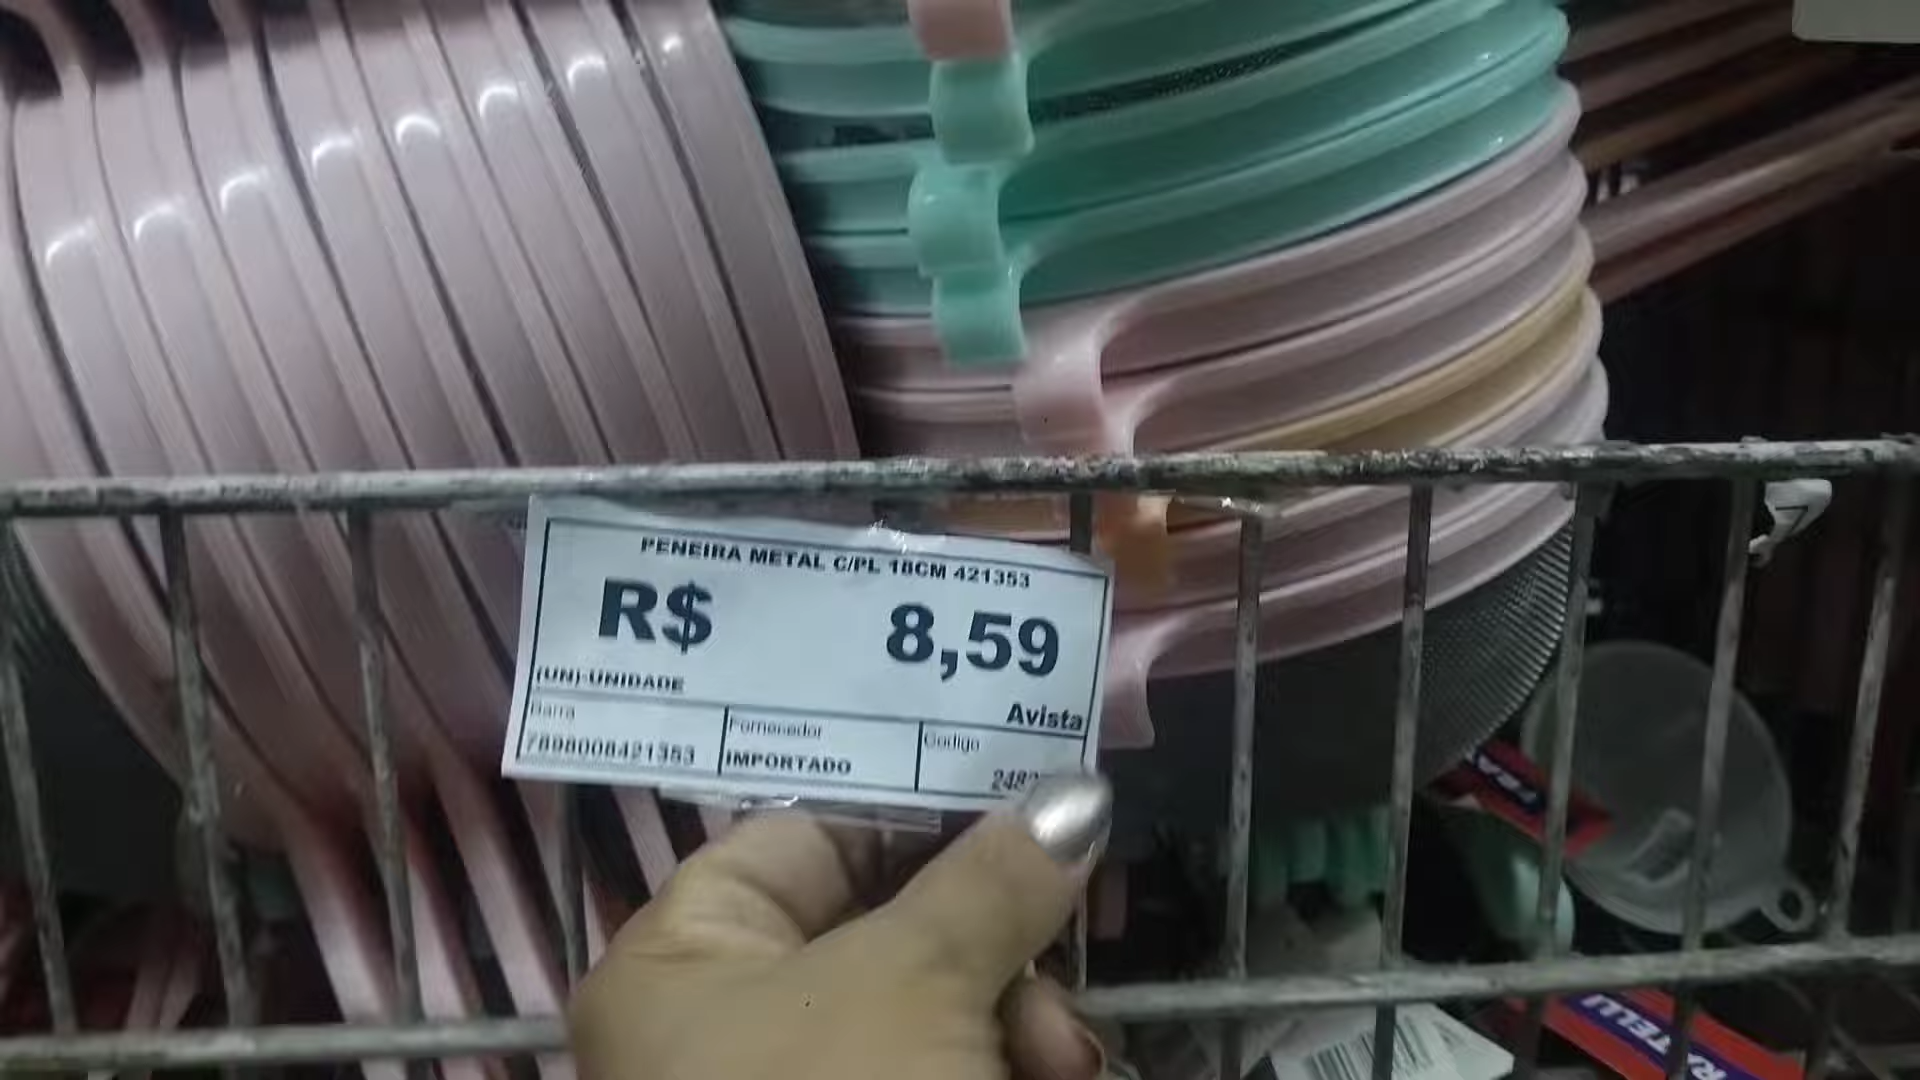 PENEIRA METAL C/PL 18CM 421353
R$ 8,59
(UN)-UNIDADE
Avista
Barra Fornecedor Codigo
7898008421353 IMPORTADO